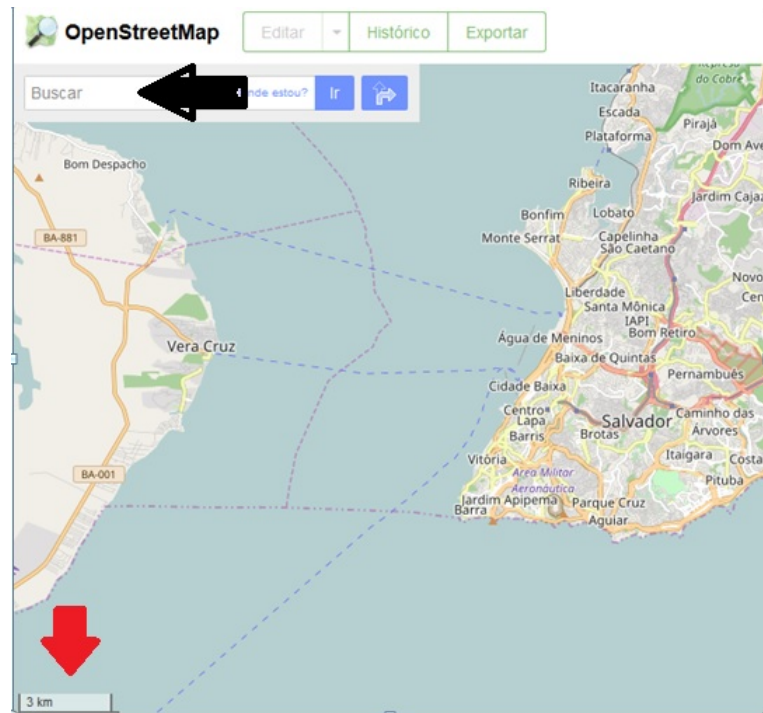 OpenStreetMap
Editar
Histórico
Exportar
Buscar
nde estou?
Ir
do Cobre
Itacaranha
Escada
Plataforma
Pirajá
Dom Ave
Bom Despacho
Ribeira
Jardim Cajaz
Bonfim
Lobato
BA-881
Monte Serrat
Capelinha
São Caetano
Novo
Cen
Liberdade
Santa Mônica
IAPI
Bom Retiro
Água de Meninos
Vera Cruz
Baixa de Quintas
Pernambués
Cidade Baixa
Centro
Lapa
Salvador
Caminho das
Árvores
Barris
Brotas
Itaigara
Costa
Vitória
BA-001
Área Militar
Aeronáutica
Pituba
Jardim Apipema
Parque Cruz
Aguiar
Barra
3 km